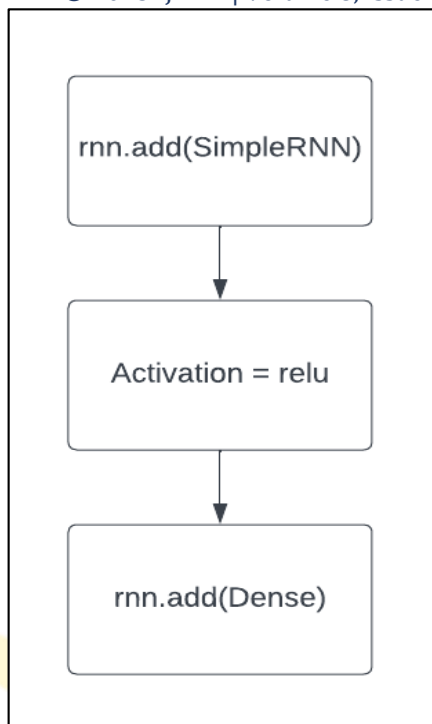 rnn.add(SimpleRNN)
Activation = relu
rnn.add(Dense)